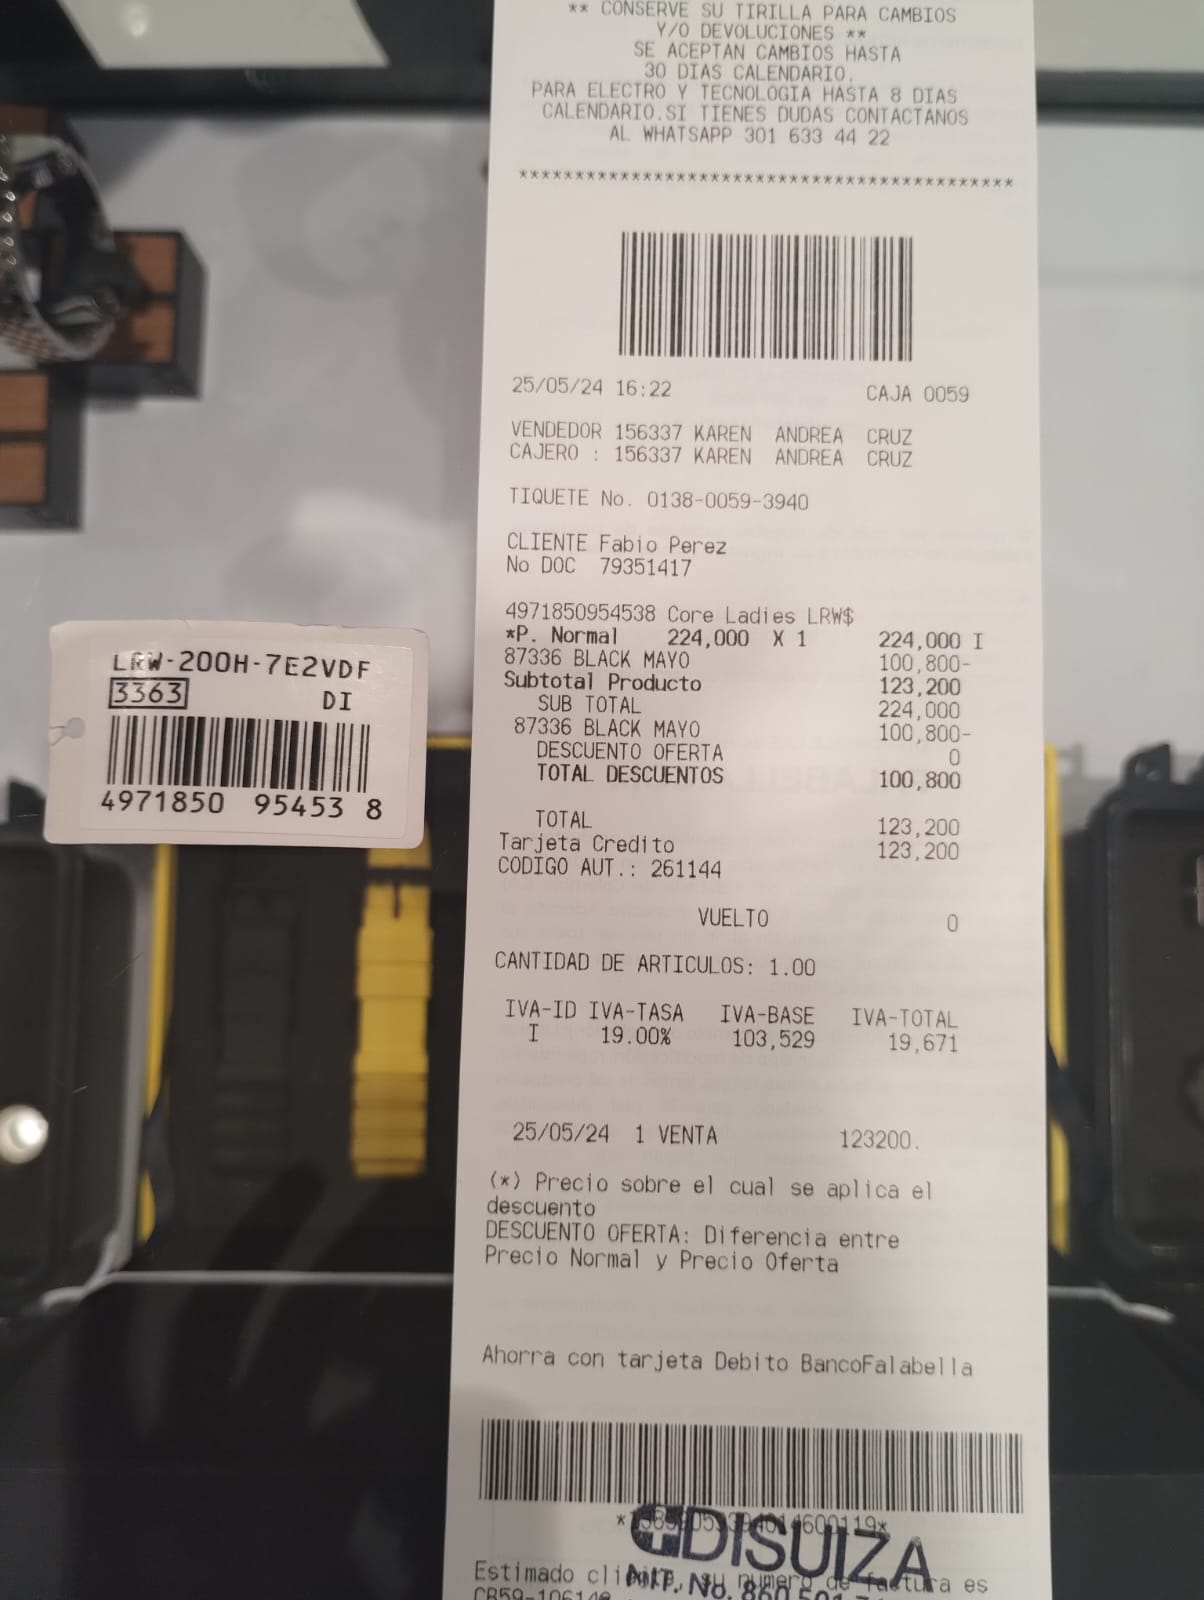 ** CONSERVE SU TIRILLA PARA CAMBIOS
Y/O DEVOLUCIONES **
SE ACEPTAN CAMBIOS HASTA
30 DIAS CALENDARIO.
PARA ELECTRO Y TECNOLOGIA HASTA 8 DIAS
CALENDARIO.SI TIENES DUDAS CONTACTANOS
AL WHATSAPP 301 633 44 22
*******************************************
25/05/24 16:22 CAJA 0059
VENDEDOR 156337 KAREN ANDREA CRUZ
CAJERO : 156337 KAREN ANDREA CRUZ
TIQUETE No. 0138-0059-3940
CLIENTE Fabio Perez
No DOC 79351417
4971850954538 Core Ladies LRW$
*P. Normal 224,000 X 1 224,000 I
87336 BLACK MAYO 100,800-
Subtotal Producto 123,200
SUB TOTAL 224,000
87336 BLACK MAYO 100,800-
DESCUENTO OFERTA 0
TOTAL DESCUENTOS 100,800
TOTAL 123,200
Tarjeta Credito 123,200
CODIGO AUT.: 261144
VUELTO 0
CANTIDAD DE ARTICULOS: 1.00
IVA-ID IVA-TASA IVA-BASE IVA-TOTAL
I 19.00% 103,529 19,671
25/05/24 1 VENTA 123200.
(*) Precio sobre el cual se aplica el
descuento
DESCUENTO OFERTA: Diferencia entre
Precio Normal y Precio Oferta
Ahorra con tarjeta Debito BancoFalabella
DISUIZA
NIT. No.
Estimado cliente, su numero de factura es
LRW-200H-7E2VDF
3363 DI
4971850 95453 8